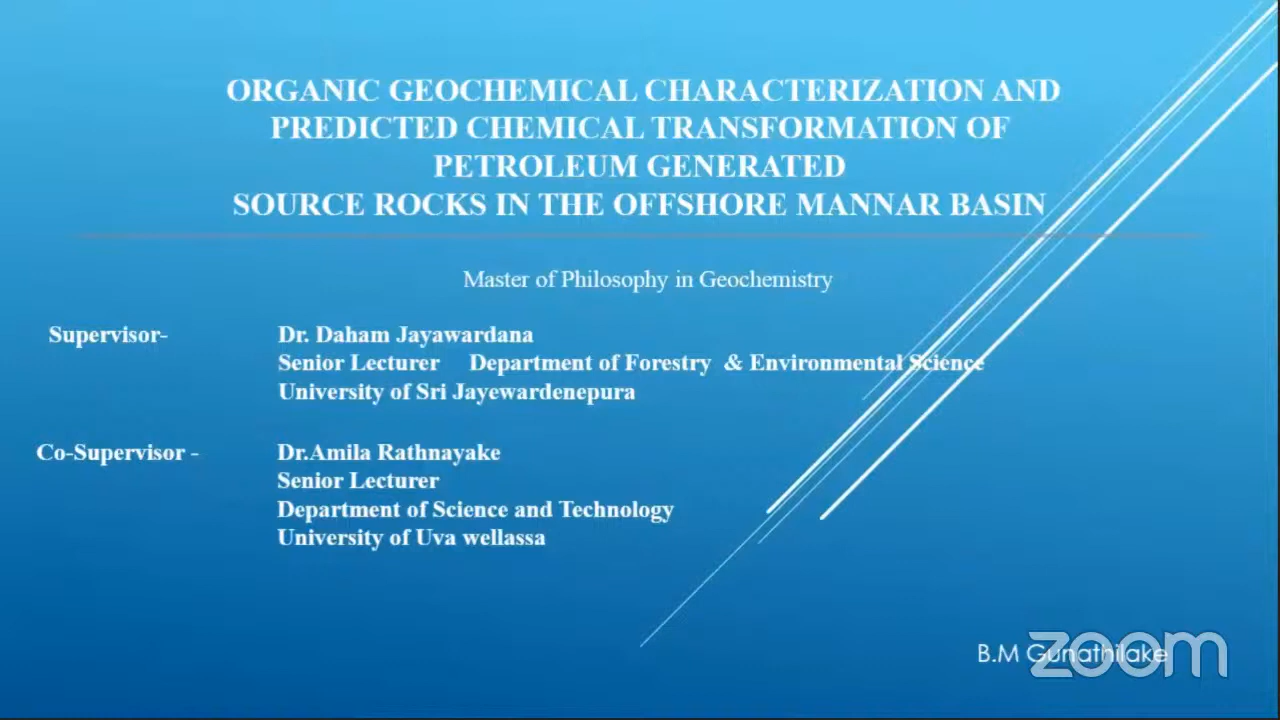 ORGANIC GEOCHEMICAL CHARACTERIZATION AND
PREDICTED CHEMICAL TRANSFORMATION OF
PETROLEUM GENERATED
SOURCE ROCKS IN THE OFFSHORE MANNAR BASIN
Master of Philosophy in Geochemistry
Supervisor- Dr. Daham Jayawardana
Senior Lecturer Department of Forestry & Environmental Science
University of Sri Jayewardenepura
Co-Supervisor - Dr.Amila Rathnayake
Senior Lecturer
Department of Science and Technology
University of Uva wellassa
B.M Gunathilake
zoom